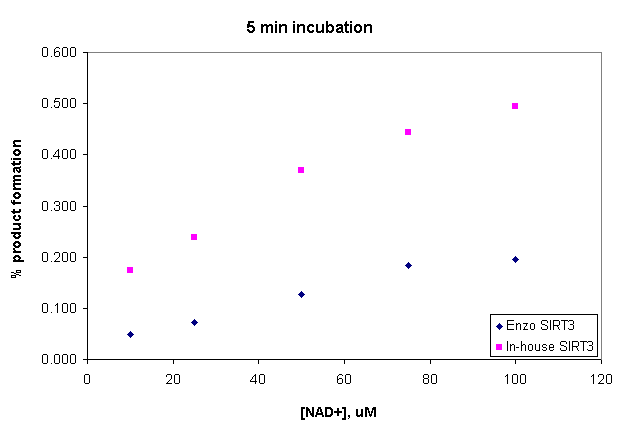 5 min incubation
0.600
0.500
0.400
0.300
0.200
0.100
0.000
% product formation
0 20 40 60 80 100 120
[NAD+], uM
Enzo SIRT3
In-house SIRT3